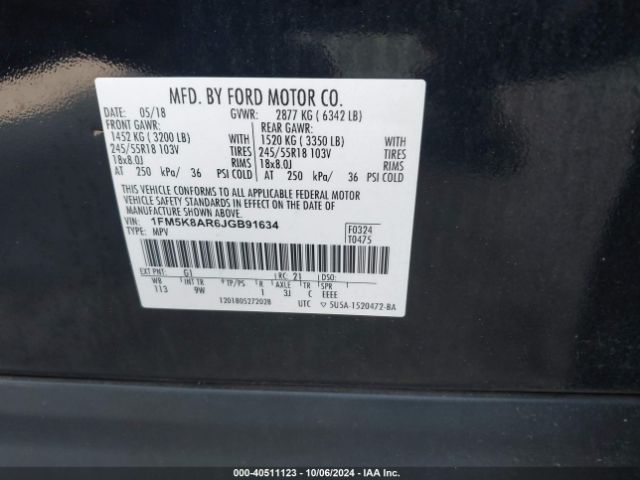 MFD. BY FORD MOTOR CO.
DATE: 05/18 GVWR: 2877 KG ( 6342 LB)
FRONT GAWR: REAR GAWR:
1452 KG ( 3200 LB) WITH 1520 KG ( 3350 LB) WITH
245/55R18 103V TIRES 245/55R18 103V TIRES
18x8.0J RIMS 18x8.0J RIMS
AT 250 kPa/ 36 PSI COLD AT 250 kPa/ 36 PSI COLD
THIS VEHICLE CONFORMS TO ALL APPLICABLE FEDERAL MOTOR
VEHICLE SAFETY STANDARDS IN EFFECT ON THE DATE OF
MANUFACTURE SHOWN ABOVE.
VIN: 1FM5K8AR6JGB91634 F0324
TYPE: MPV T0475
EXT PNT: G1 RC: 21 DSO:
WB INT TR TP/PS R AXLE TR SPR
113 9W 1 3J C EEEE
120180527202B UTC ▽ 5U5A-1520472-BA
000-40511123 - 10/06/2024 - IAA Inc.